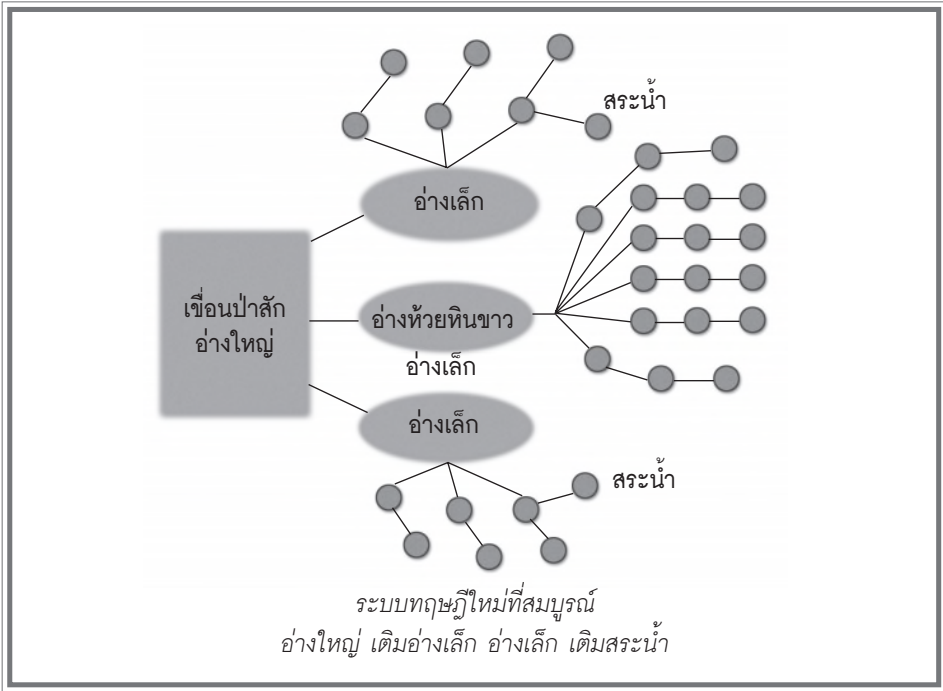 สระน้ำ
อ่างเล็ก
เขื่อนป่าสัก
อ่างใหญ่
อ่างห้วยหินขาว
อ่างเล็ก
อ่างเล็ก
สระน้ำ
ระบบทฤษฎีใหม่ที่สมบูรณ์
อ่างใหญ่ เติมอ่างเล็ก อ่างเล็ก เติมสระน้ำ